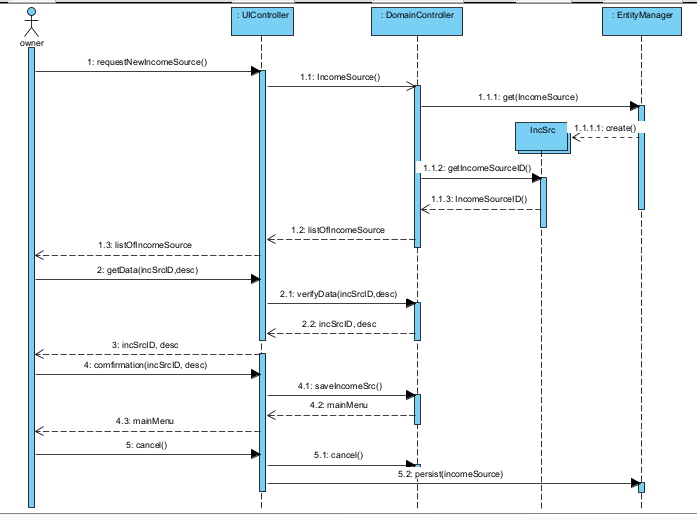 owner
: UIController
: DomainController
: EntityManager
1: requestNewIncomeSource()
1.1: IncomeSource()
1.1.1: get(IncomeSource)
IncSrc
1.1.1.1: create()
1.1.2: getIncomeSourceID()
1.1.3: IncomeSourceID()
1.2: listOfIncomeSource
1.3: listOfIncomeSource
2: getData(incSrcID,desc)
2.1: verifyData(incSrcID,desc)
2.2: incSrcID, desc
3: incSrcID, desc
4: comfirmation(incSrcID, desc)
4.1: saveIncomeSrc()
4.2: mainMenu
4.3: mainMenu
5: cancel()
5.1: cancel()
5.2: persist(incomeSource)